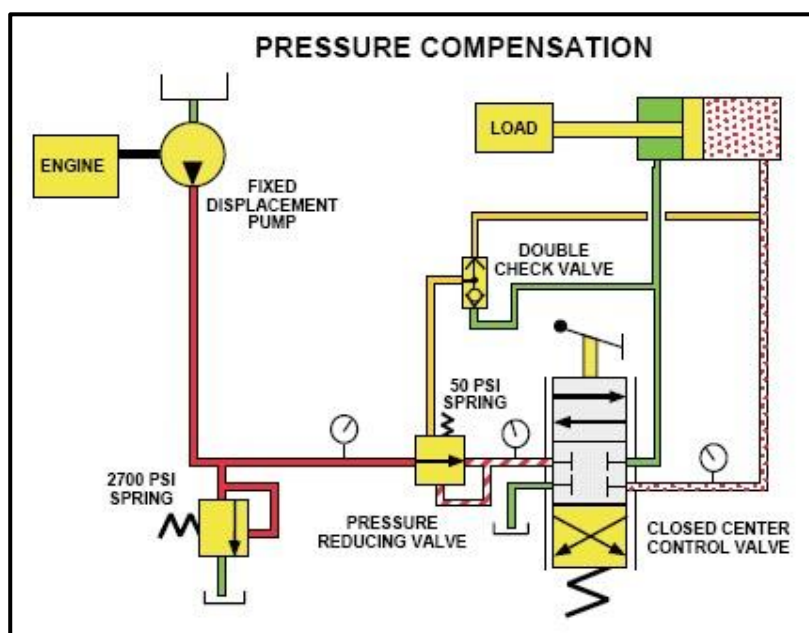 PRESSURE COMPENSATION
ENGINE
FIXED
DISPLACEMENT
PUMP
LOAD
DOUBLE
CHECK VALVE
50 PSI
SPRING
2700 PSI
SPRING
PRESSURE
REDUCING VALVE
CLOSED CENTER
CONTROL VALVE